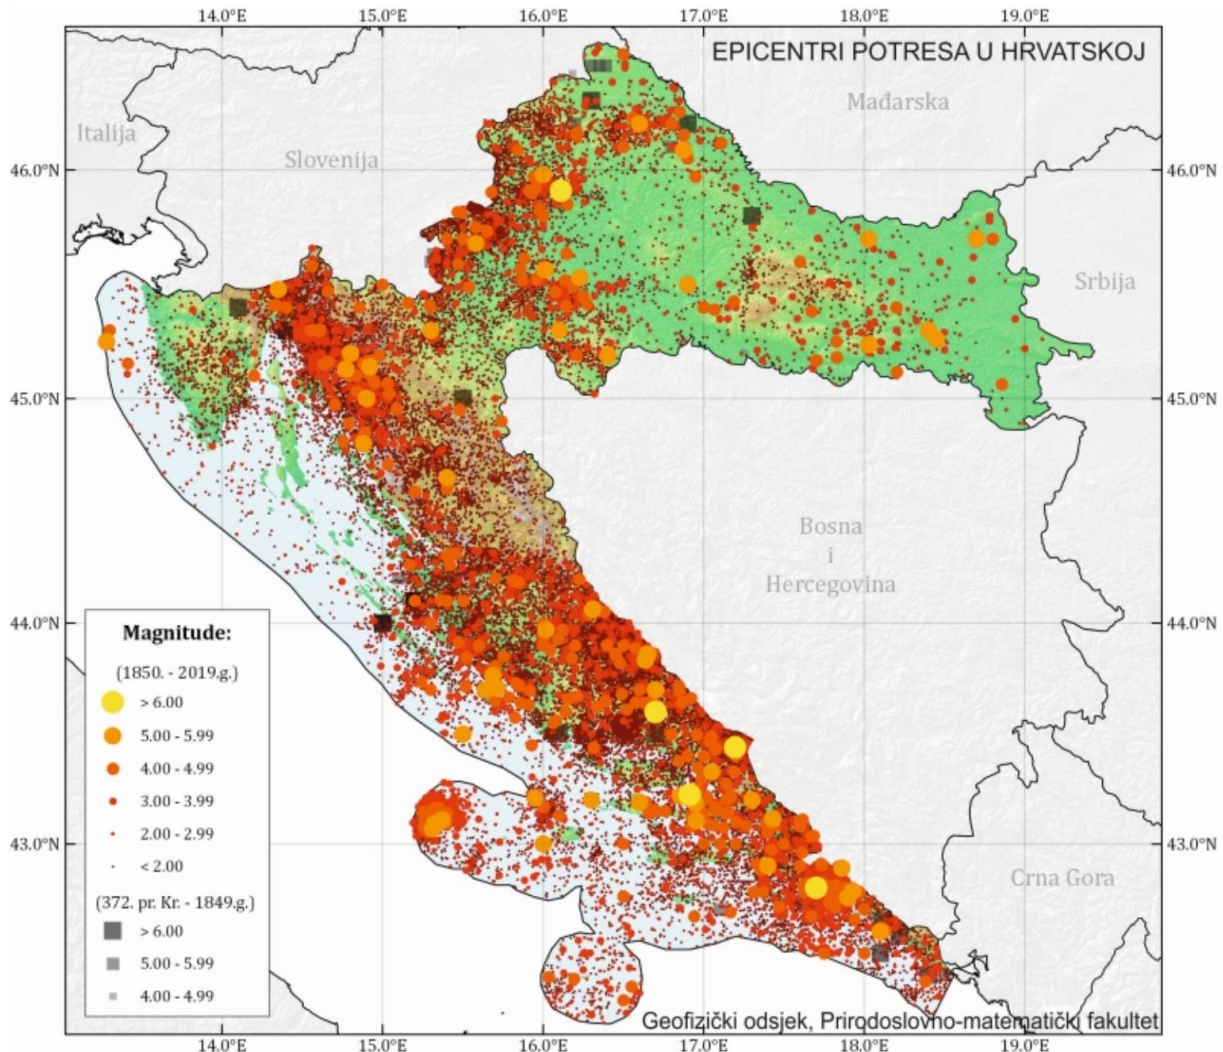 14.0°E 15.0°E 16.0°E 17.0°E 18.0°E 19.0°E
EPICENTRI POTRESA U HRVATSKOJ
Mađarska
Italija
Slovenija
46.0°N 46.0°N
Srbija
45.0°N 45.0°N
Bosna
i
Hercegovina
44.0°N 44.0°N
Magnitude:
(1850. - 2019.g.)
> 6.00
5.00 - 5.99
4.00 - 4.99
3.00 - 3.99
2.00 - 2.99
< 2.00
(372. pr. Kr. - 1849.g.)
> 6.00
5.00 - 5.99
4.00 - 4.99
43.0°N 43.0°N
Crna Gora
Geofizički odsjek, Prirodoslovno-matematički fakultet
14.0°E 15.0°E 16.0°E 17.0°E 18.0°E 19.0°E